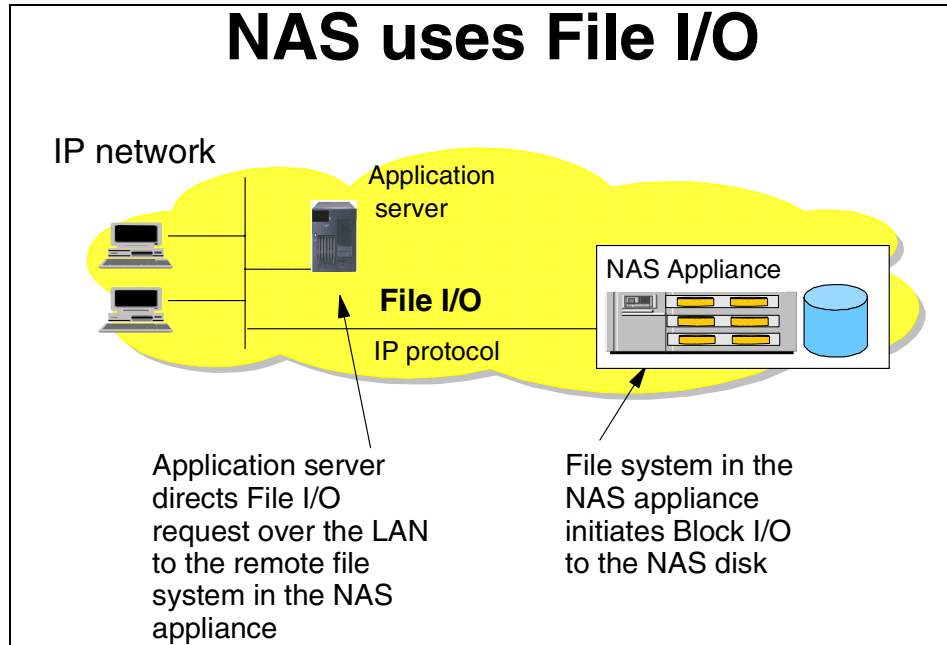 NAS uses File I/O
IP network
Application
server
NAS Appliance
File I/O
IP protocol
Application server
directs File I/O
request over the LAN
to the remote file
system in the NAS
appliance
File system in the
NAS appliance
initiates Block I/O
to the NAS disk